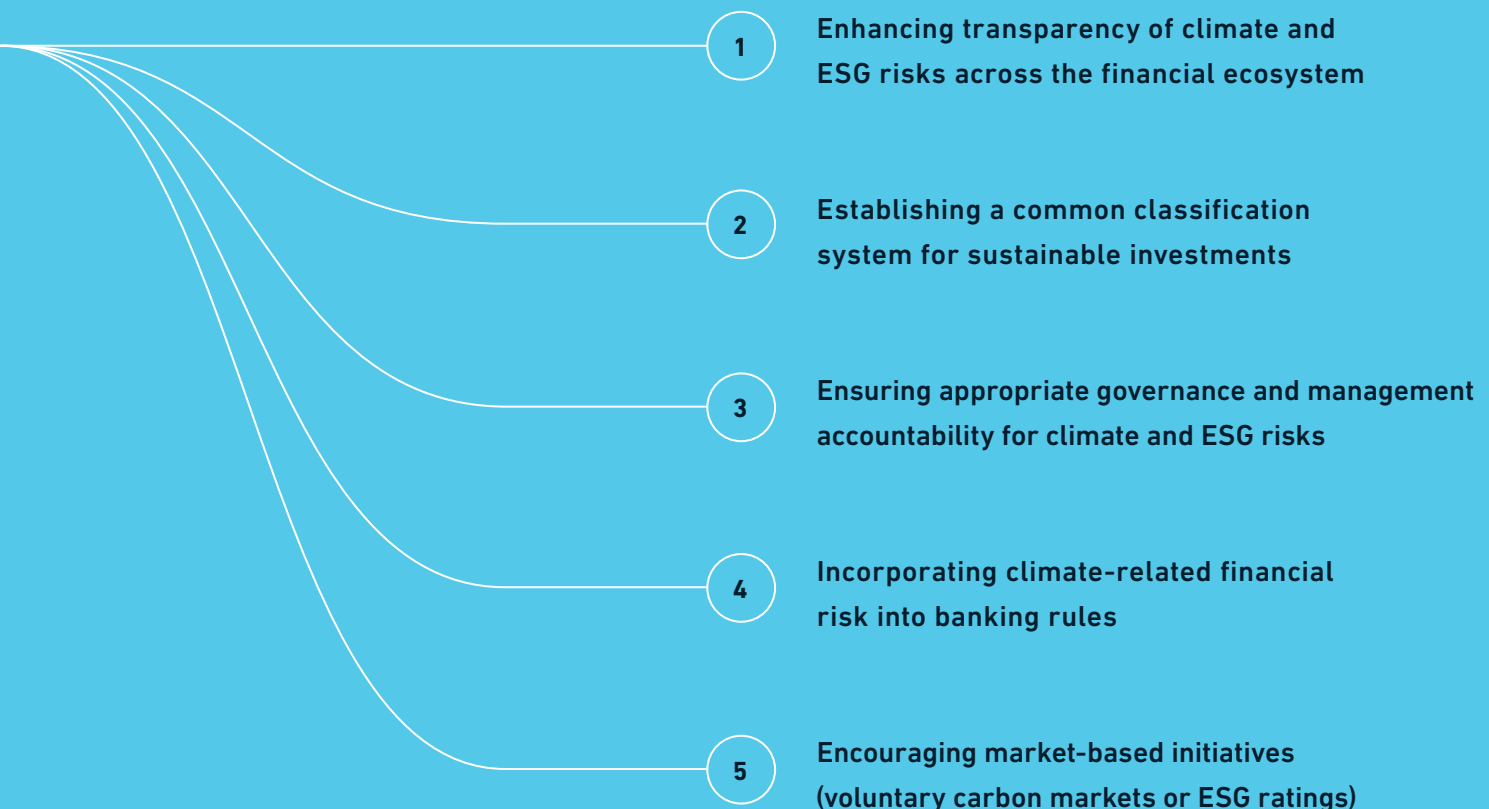 1
Enhancing transparency of climate and
ESG risks across the financial ecosystem
2
Establishing a common classification
system for sustainable investments
3
Ensuring appropriate governance and management
accountability for climate and ESG risks
4
Incorporating climate-related financial
risk into banking rules
5
Encouraging market-based initiatives
(voluntary carbon markets or ESG ratings)